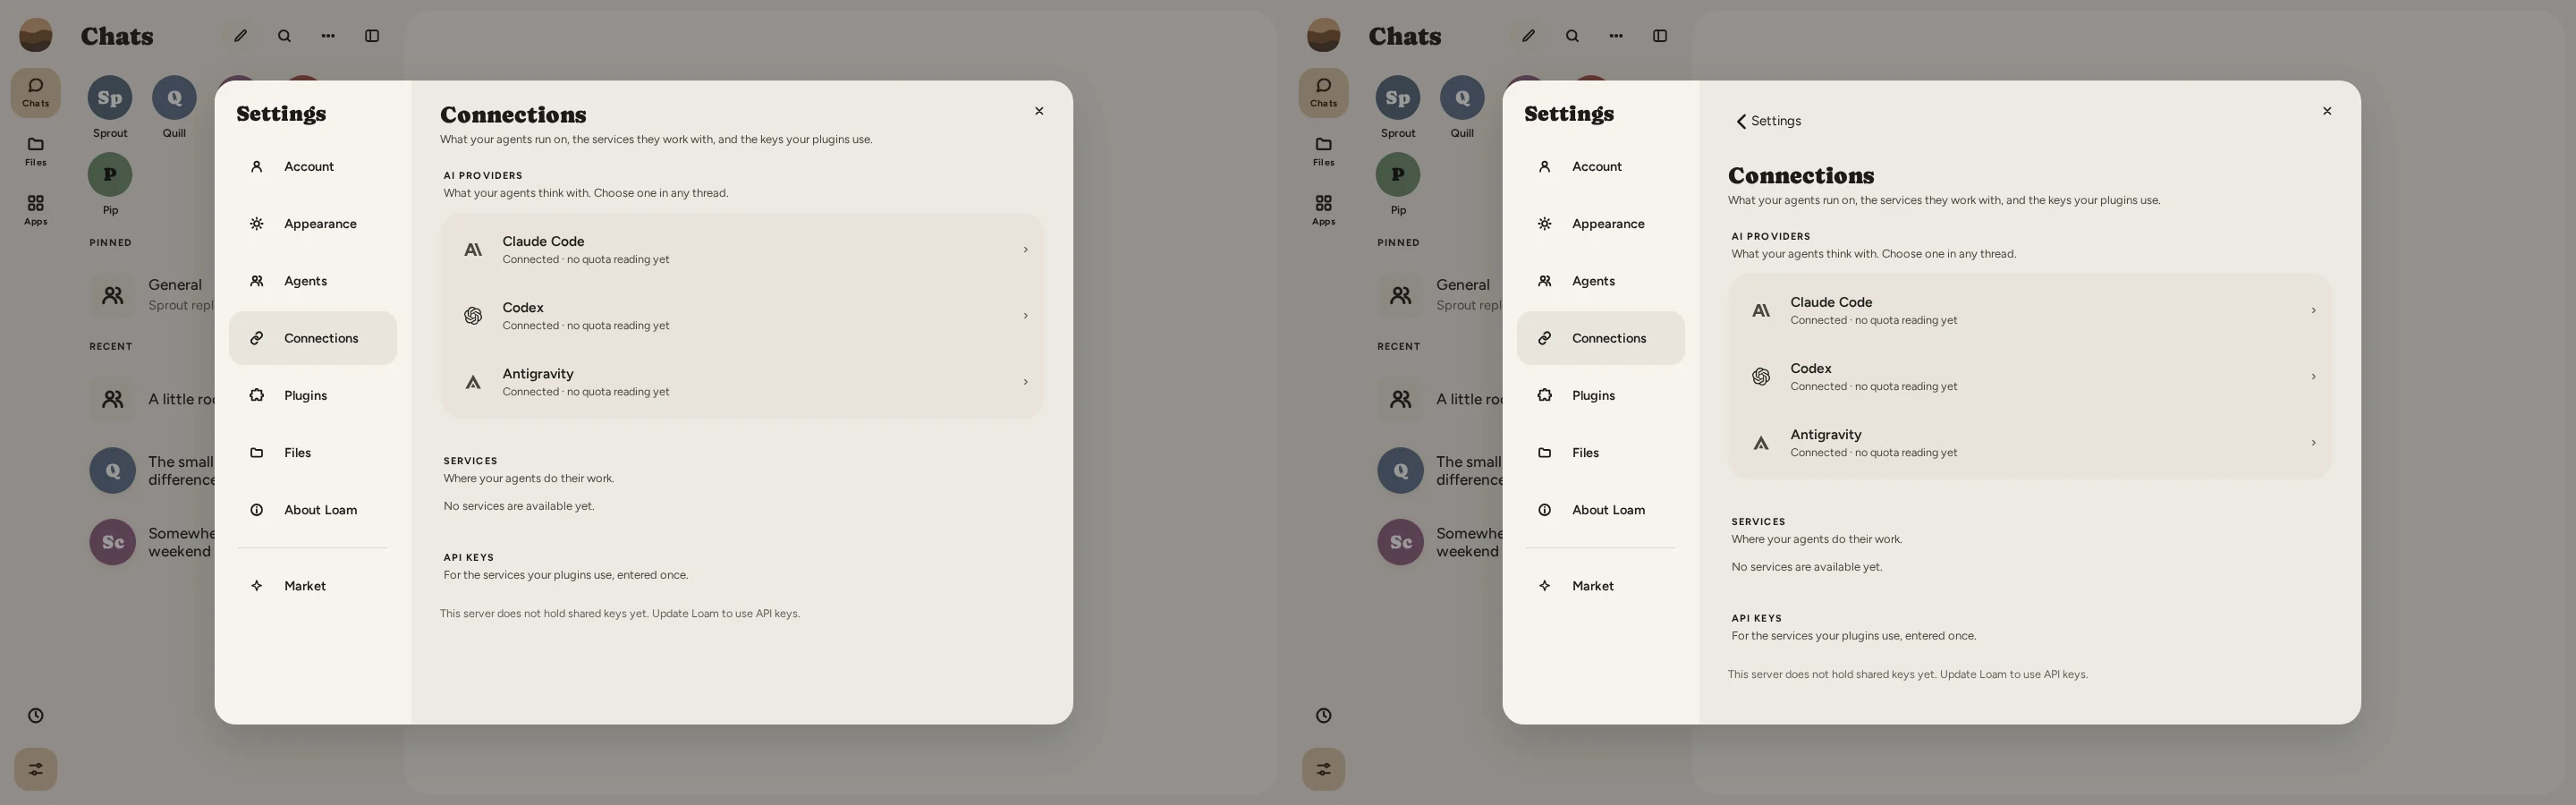 Chats
Chats
Files
Apps
Sp
Q
Sprout
Quill
P
Pip
PINNED
General
Sprout repl
RECENT
A little roo
Q
The small
difference
Sc
Somewhe
weekend
Settings
Account
Appearance
Agents
Connections
Plugins
Files
About Loam
Market
Connections
What your agents run on, the services they work with, and the keys your plugins use.
AI PROVIDERS
What your agents think with. Choose one in any thread.
Claude Code
Connected · no quota reading yet
Codex
Connected · no quota reading yet
Antigravity
Connected · no quota reading yet
SERVICES
Where your agents do their work.
No services are available yet.
API KEYS
For the services your plugins use, entered once.
This server does not hold shared keys yet. Update Loam to use API keys.
Chats
Chats
Files
Apps
Sp
Q
Sprout
Quill
P
Pip
PINNED
General
Sprout repl
RECENT
A little roo
Q
The small
difference
Sc
Somewhe
weekend
Settings
Account
Appearance
Agents
Connections
Plugins
Files
About Loam
Market
Settings
Connections
What your agents run on, the services they work with, and the keys your plugins use.
AI PROVIDERS
What your agents think with. Choose one in any thread.
Claude Code
Connected · no quota reading yet
Codex
Connected · no quota reading yet
Antigravity
Connected · no quota reading yet
SERVICES
Where your agents do their work.
No services are available yet.
API KEYS
For the services your plugins use, entered once.
This server does not hold shared keys yet. Update Loam to use API keys.